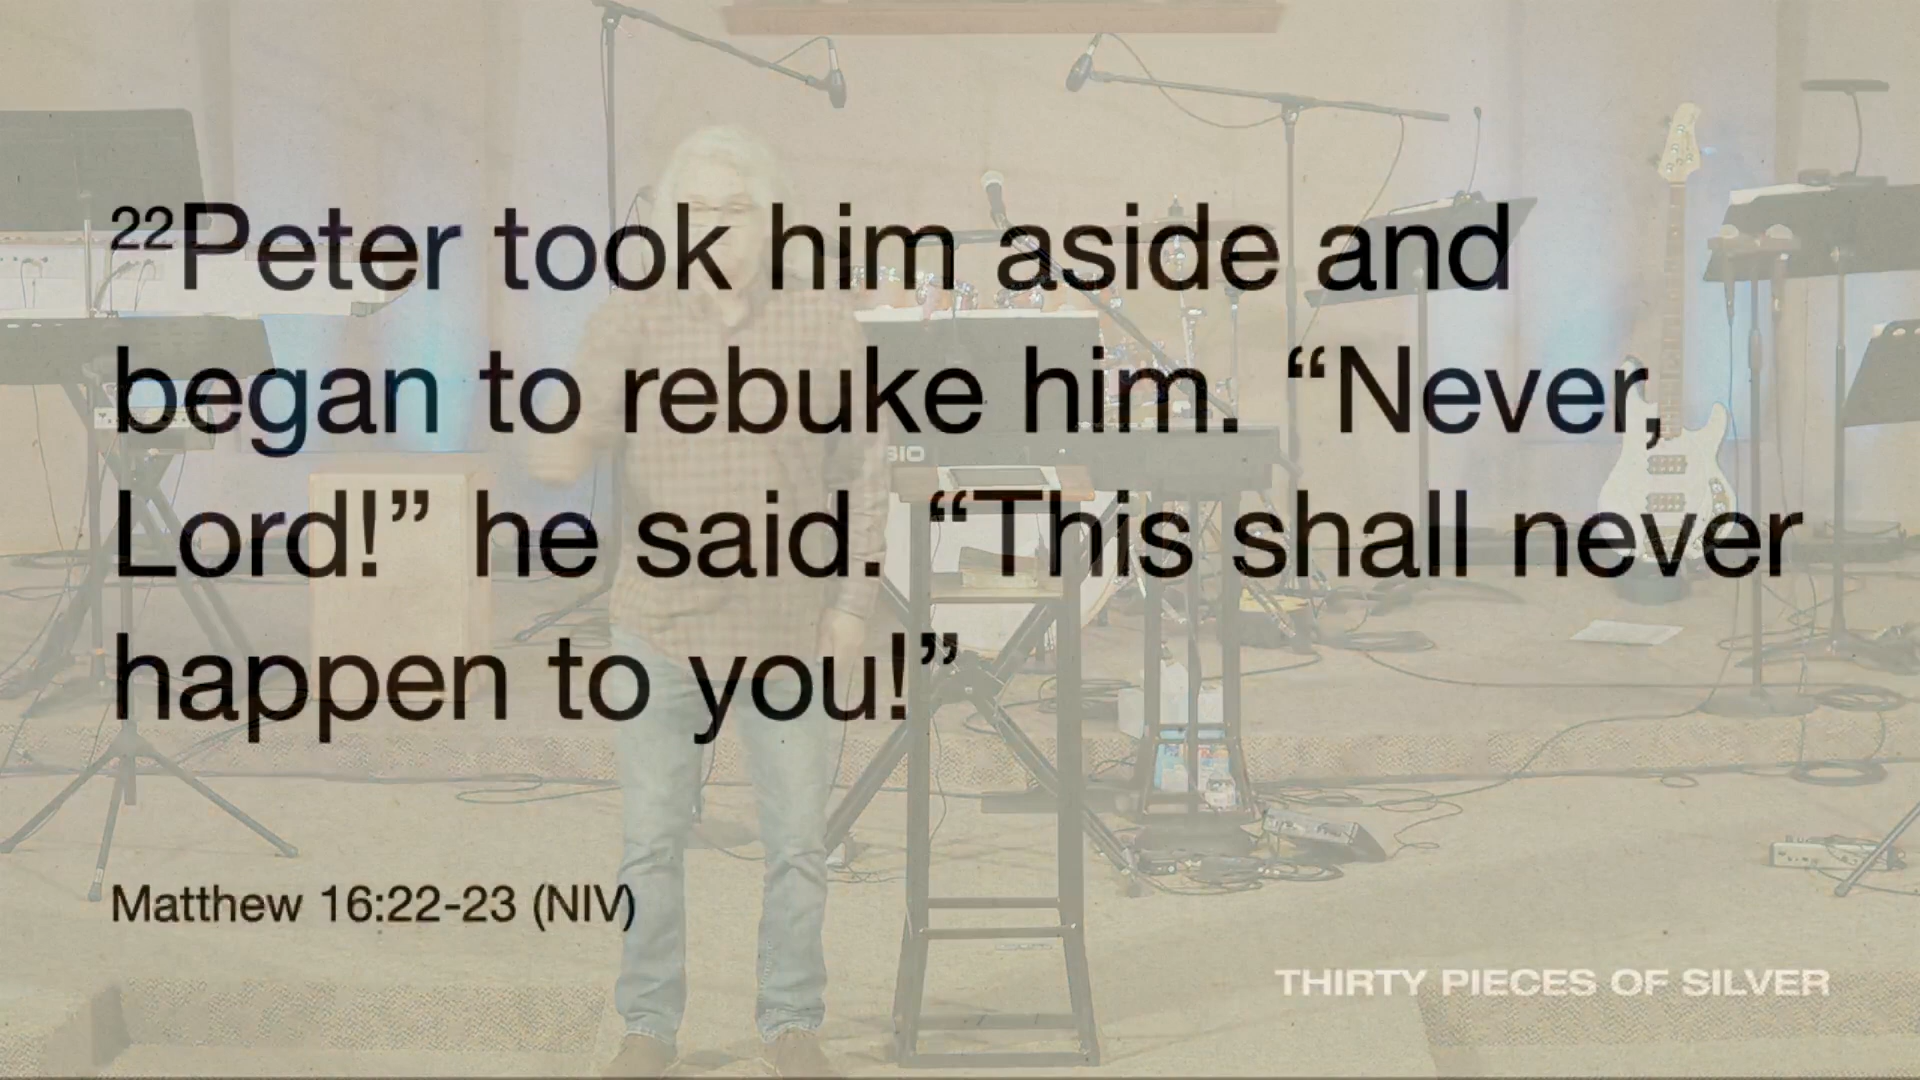 ²²Peter took him aside and
began to rebuke him. “Never,
Lord!” he said. “This shall never
happen to you!”
Matthew 16:22-23 (NIV)
THIRTY PIECES OF SILVER